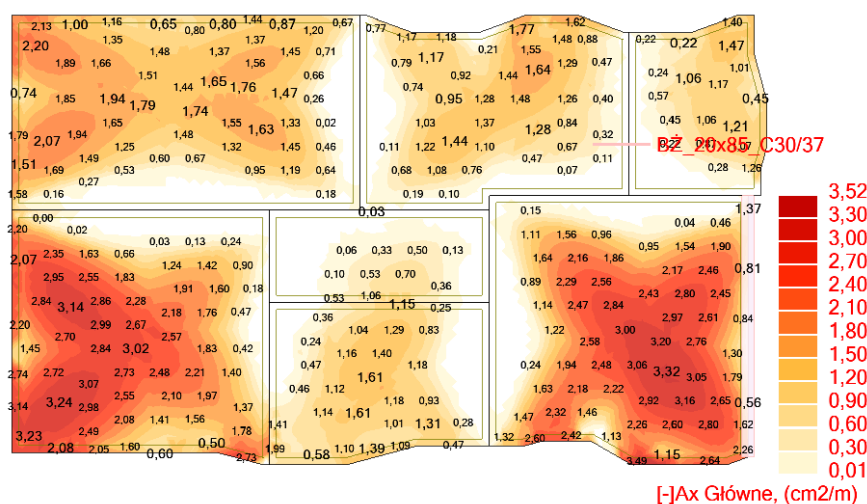 2,13 1,00 1,16 0,65 0,80 0,80 1,44 0,87 1,20 0,67 0,77 1,17 1,18 1,77 1,62 0,22 0,22 1,40
2,20 1,35 1,48 1,37 1,37 1,45 0,71 1,17 0,21 1,55 1,48 0,88 1,47
1,89 1,66 1,51 1,56 0,66 0,79 0,92 1,44 1,64 1,29 0,47 0,24 1,06 1,17 1,01
0,74 1,85 1,94 1,79 1,44 1,65 1,76 1,47 0,26 0,74 0,95 1,28 1,48 1,26 0,40 0,57 0,45
1,79 2,07 1,94 1,65 1,48 1,74 1,55 1,63 1,33 0,02 1,03 1,37 1,28 0,84 0,32 0,45 1,06 1,21
1,51 1,49 1,25 0,60 0,67 1,32 1,45 0,46 0,11 1,22 1,44 1,10 0,67 1,07
BŻ_20x85_C30/37
1,58 1,69 0,27 0,53 0,95 1,19 0,64 0,68 1,08 0,76 0,47 0,07 0,11 0,28 1,26
0,16 0,18 0,19 0,10
0,00 0,02 0,03 0,15 0,04 0,46 1,37
2,20 2,07 2,35 1,63 0,66 0,03 0,13 0,24 0,06 0,33 0,50 0,13 1,11 1,56 0,96 0,95 1,54 1,90
2,95 2,55 1,83 1,24 1,42 0,90 0,10 0,53 0,70 1,64 2,16 1,86 2,17 2,46 0,81
2,84 3,14 2,86 2,28 1,91 1,60 0,18 0,53 1,06 0,36 0,89 2,29 2,56 2,43 2,80 2,45
2,20 2,99 2,67 2,18 1,76 0,47 0,36 1,15 0,25 1,14 2,47 2,84 2,97 2,61 0,84
1,45 2,70 2,84 3,02 2,57 1,83 0,42 0,24 1,04 1,29 0,83 1,22 2,58 3,00 3,20 2,76 1,30
2,74 2,72 3,07 2,73 2,48 2,21 1,40 0,47 1,16 1,40 1,18 0,24 1,94 2,48 3,06 3,32 3,05 1,79
3,14 3,24 2,98 2,55 2,10 1,97 1,37 0,46 1,12 1,61 1,18 0,93 1,63 2,18 2,22 2,92 3,16 2,65 0,56
3,23 2,49 2,08 1,41 1,56 1,78 1,41 1,14 1,61 1,01 1,31 0,28 1,47 2,32 1,46 2,26 2,60 2,80 1,62
2,08 2,05 1,60 0,60 0,50 2,73 1,99 0,58 1,10 1,39 1,09 0,47 1,32 2,60 2,42 1,13 3,49 1,15 2,64 2,26
3,52
3,30
3,00
2,70
2,40
2,10
1,80
1,50
1,20
0,90
0,60
0,30
0,01
[-]Ax Główne, (cm2/m)